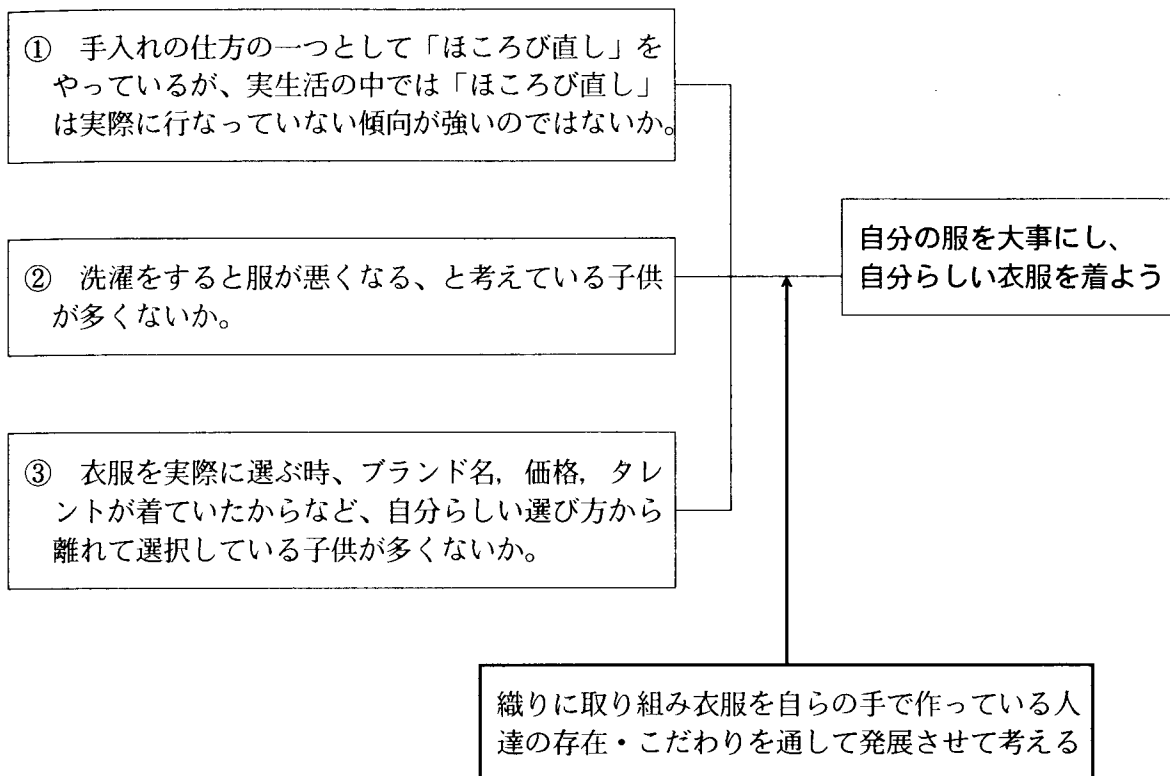 ① 手入れの仕方の一つとして「ほころび直し」を
やっているが、実生活の中では「ほころび直し」
は実際に行なっていない傾向が強いのではないか。
② 洗濯をすると服が悪くなる、と考えている子供
が多くないか。
③ 衣服を実際に選ぶ時、ブランド名, 価格, タレ
ントが着ていたからなど、自分らしい選び方から
離れて選択している子供が多くないか。
自分の服を大事にし、
自分らしい衣服を着よう
織りに取り組み衣服を自らの手で作っている人
達の存在・こだわりを通して発展させて考える